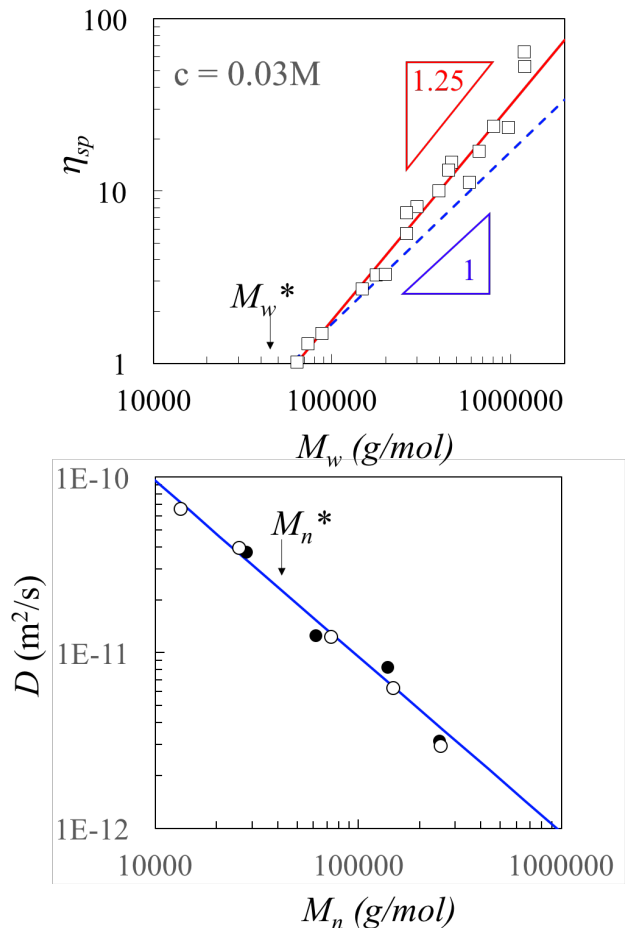 100
c = 0.03M
1.25
η_sp
10
M_w*
1
1
10000 100000 1000000
M_w (g/mol)
1E-10
M_n*
D (m²/s)
1E-11
1E-12
10000 100000 1000000
M_n (g/mol)